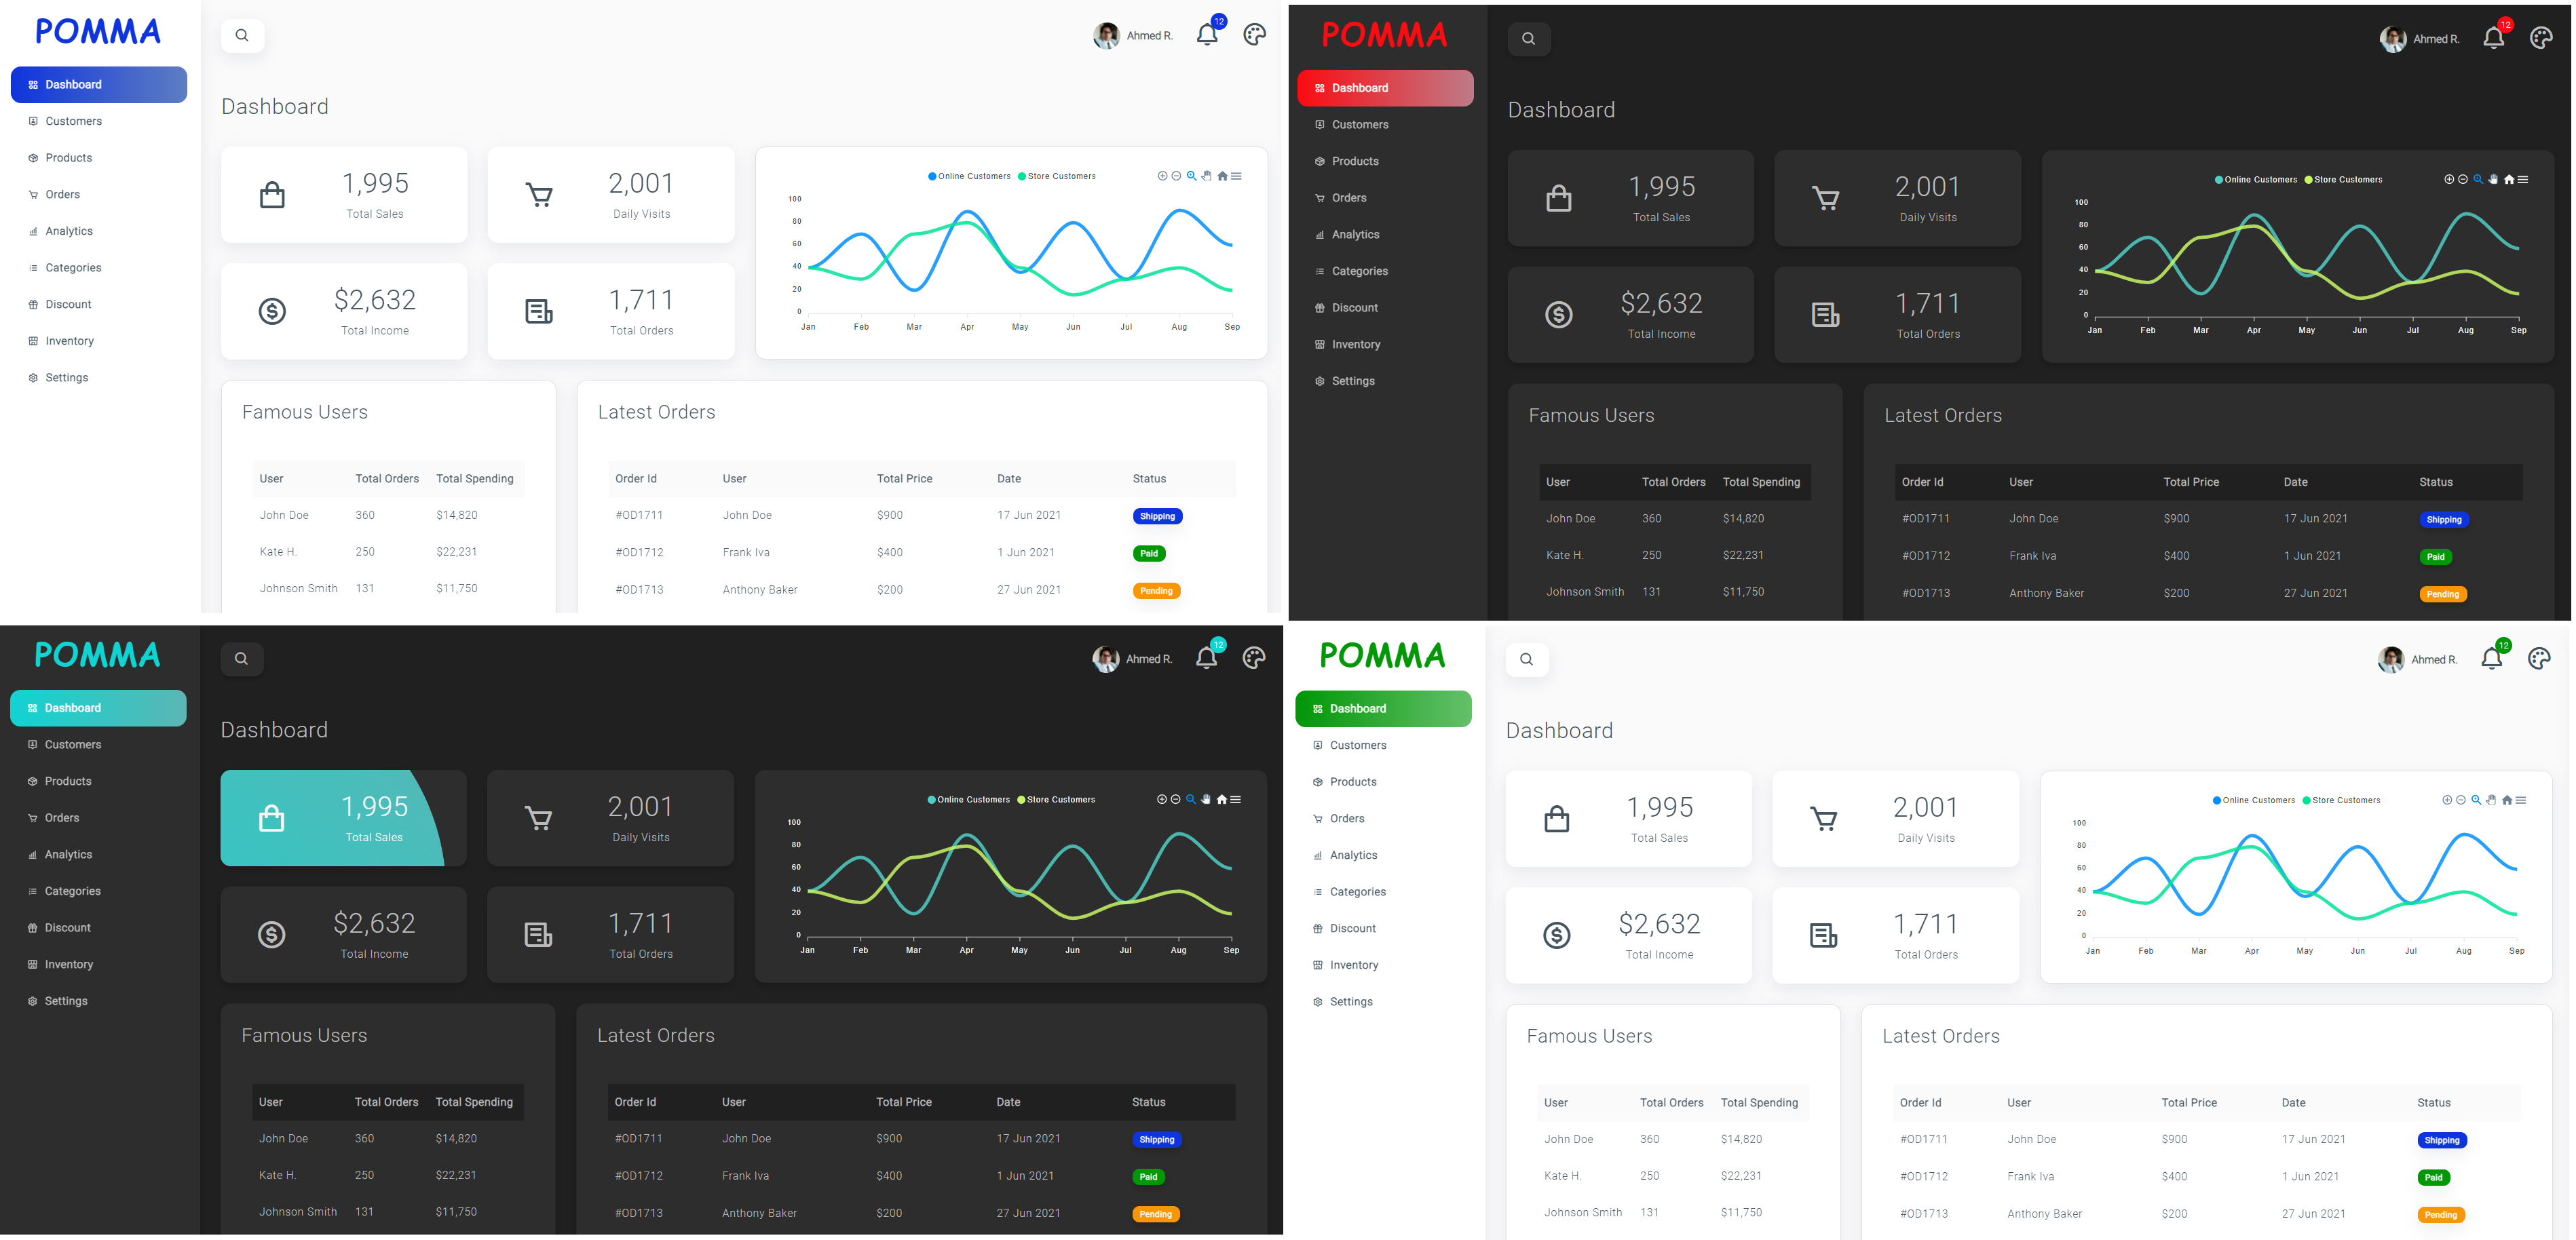 POMMA
12
Ahmed R.
Dashboard
Customers
Products
Orders
Analytics
Categories
Discount
Inventory
Settings
Dashboard
1,995
Total Sales
2,001
Daily Visits
$2,632
Total Income
1,711
Total Orders
Online Customers Store Customers
100
80
60
40
20
0
Jan Feb Mar Apr May Jun Jul Aug Sep
Famous Users
User Total Orders Total Spending
John Doe 360 $14,820
Kate H. 250 $22,231
Johnson Smith 131 $11,750
Latest Orders
Order Id User Total Price Date Status
#OD1711 John Doe $900 17 Jun 2021 Shipping
#OD1712 Frank Iva $400 1 Jun 2021 Paid
#OD1713 Anthony Baker $200 27 Jun 2021 Pending
POMMA
12
Ahmed R.
Dashboard
Customers
Products
Orders
Analytics
Categories
Discount
Inventory
Settings
Dashboard
1,995
Total Sales
2,001
Daily Visits
$2,632
Total Income
1,711
Total Orders
Online Customers Store Customers
100
80
60
40
20
0
Jan Feb Mar Apr May Jun Jul Aug Sep
Famous Users
User Total Orders Total Spending
John Doe 360 $14,820
Kate H. 250 $22,231
Johnson Smith 131 $11,750
Latest Orders
Order Id User Total Price Date Status
#OD1711 John Doe $900 17 Jun 2021 Shipping
#OD1712 Frank Iva $400 1 Jun 2021 Paid
#OD1713 Anthony Baker $200 27 Jun 2021 Pending
POMMA
12
Ahmed R.
Dashboard
Customers
Products
Orders
Analytics
Categories
Discount
Inventory
Settings
Dashboard
1,995
Total Sales
2,001
Daily Visits
$2,632
Total Income
1,711
Total Orders
Online Customers Store Customers
100
80
60
40
20
0
Jan Feb Mar Apr May Jun Jul Aug Sep
Famous Users
User Total Orders Total Spending
John Doe 360 $14,820
Kate H. 250 $22,231
Johnson Smith 131 $11,750
Latest Orders
Order Id User Total Price Date Status
#OD1711 John Doe $900 17 Jun 2021 Shipping
#OD1712 Frank Iva $400 1 Jun 2021 Paid
#OD1713 Anthony Baker $200 27 Jun 2021 Pending
POMMA
12
Ahmed R.
Dashboard
Customers
Products
Orders
Analytics
Categories
Discount
Inventory
Settings
Dashboard
1,995
Total Sales
2,001
Daily Visits
$2,632
Total Income
1,711
Total Orders
Online Customers Store Customers
100
80
60
40
20
0
Jan Feb Mar Apr May Jun Jul Aug Sep
Famous Users
User Total Orders Total Spending
John Doe 360 $14,820
Kate H. 250 $22,231
Johnson Smith 131 $11,750
Latest Orders
Order Id User Total Price Date Status
#OD1711 John Doe $900 17 Jun 2021 Shipping
#OD1712 Frank Iva $400 1 Jun 2021 Paid
#OD1713 Anthony Baker $200 27 Jun 2021 Pending